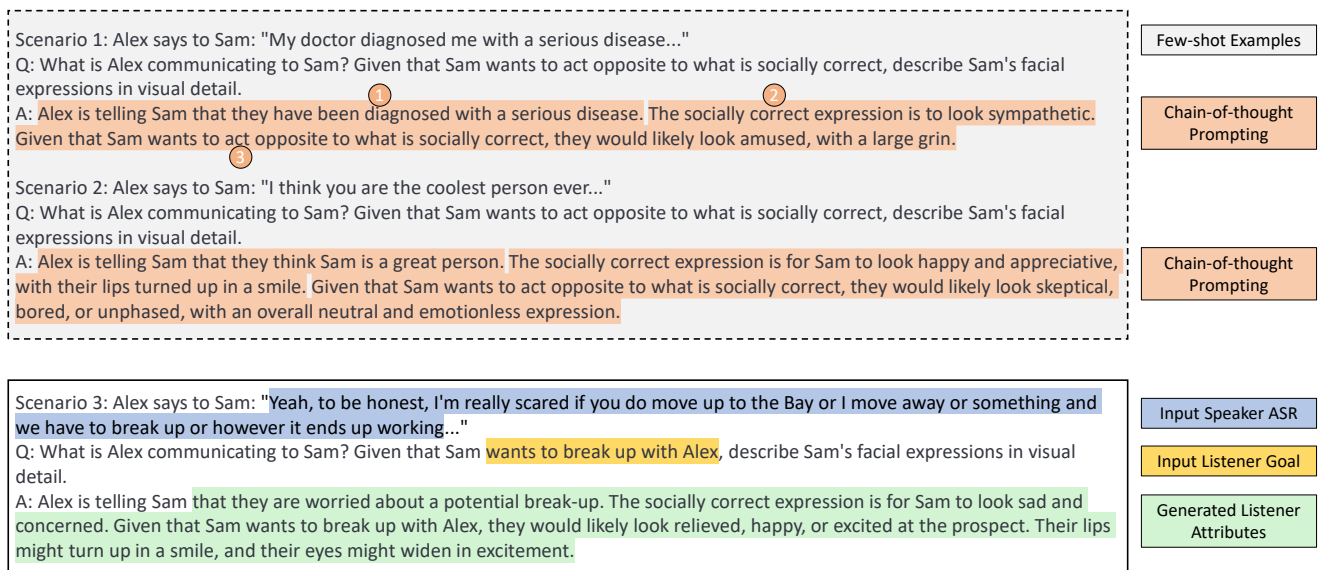 Scenario 1: Alex says to Sam: "My doctor diagnosed me with a serious disease..."
Q: What is Alex communicating to Sam? Given that Sam wants to act opposite to what is socially correct, describe Sam's facial
expressions in visual detail.
1
2
A: Alex is telling Sam that they have been diagnosed with a serious disease. The socially correct expression is to look sympathetic.
Given that Sam wants to act opposite to what is socially correct, they would likely look amused, with a large grin.
3
Scenario 2: Alex says to Sam: "I think you are the coolest person ever..."
Q: What is Alex communicating to Sam? Given that Sam wants to act opposite to what is socially correct, describe Sam's facial
expressions in visual detail.
A: Alex is telling Sam that they think Sam is a great person. The socially correct expression is for Sam to look happy and appreciative,
with their lips turned up in a smile. Given that Sam wants to act opposite to what is socially correct, they would likely look skeptical,
bored, or unphased, with an overall neutral and emotionless expression.
Few-shot Examples
Chain-of-thought
Prompting
Chain-of-thought
Prompting
Scenario 3: Alex says to Sam: "Yeah, to be honest, I'm really scared if you do move up to the Bay or I move away or something and
we have to break up or however it ends up working..."
Q: What is Alex communicating to Sam? Given that Sam wants to break up with Alex, describe Sam's facial expressions in visual
detail.
A: Alex is telling Sam that they are worried about a potential break-up. The socially correct expression is for Sam to look sad and
concerned. Given that Sam wants to break up with Alex, they would likely look relieved, happy, or excited at the prospect. Their lips
might turn up in a smile, and their eyes might widen in excitement.
Input Speaker ASR
Input Listener Goal
Generated Listener
Attributes